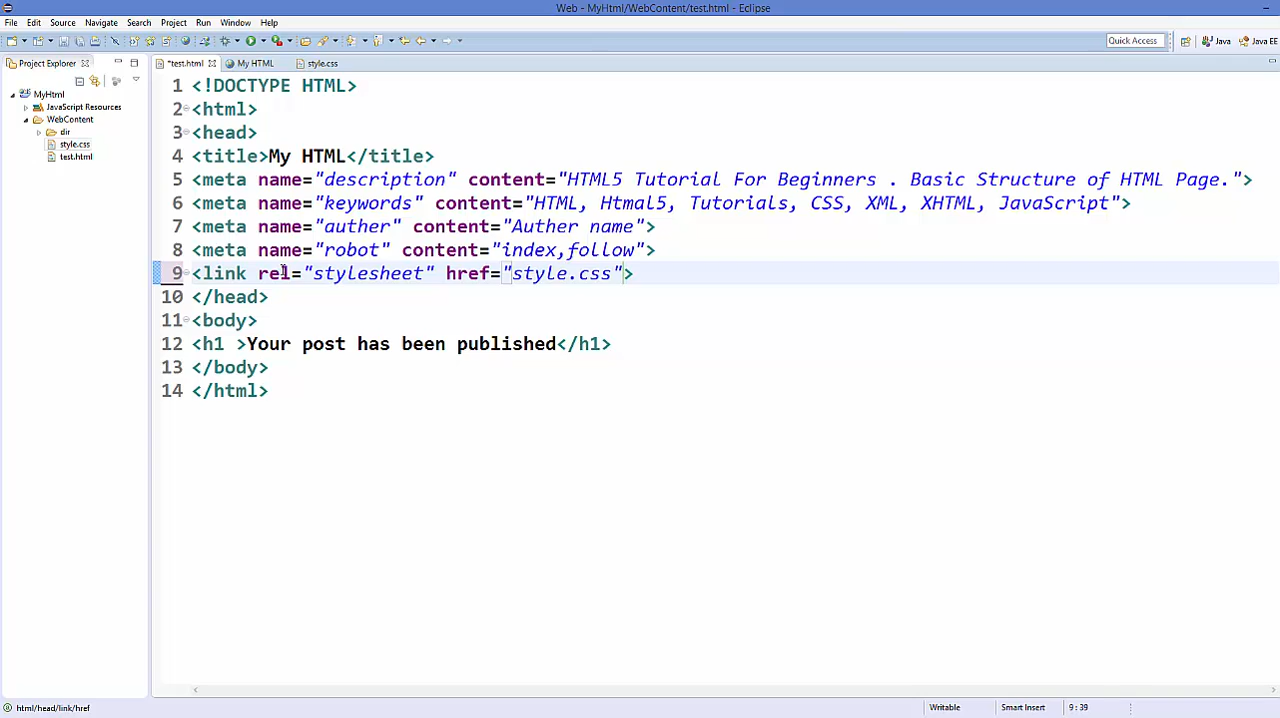 Web - MyHtml/WebContent/test.html - Eclipse
File Edit Source Navigate Search Project Run Window Help
Quick Access Java Java EE
Project Explorer
*test.html My HTML style.css
MyHtml
JavaScript Resources
WebContent
dir
style.css
test.html
1 <!DOCTYPE HTML>
2 <html>
3 <head>
4 <title>My HTML</title>
5 <meta name="description" content="HTML5 Tutorial For Beginners . Basic Structure of HTML Page.">
6 <meta name="keywords" content="HTML, Htmal5, Tutorials, CSS, XML, XHTML, JavaScript">
7 <meta name="auther" content="Auther name">
8 <meta name="robot" content="index,follow">
9 <link rel="stylesheet" href="style.css">
10 </head>
11 <body>
12 <h1 >Your post has been published</h1>
13 </body>
14 </html>
html/head/link/href Writable Smart Insert 9 : 39